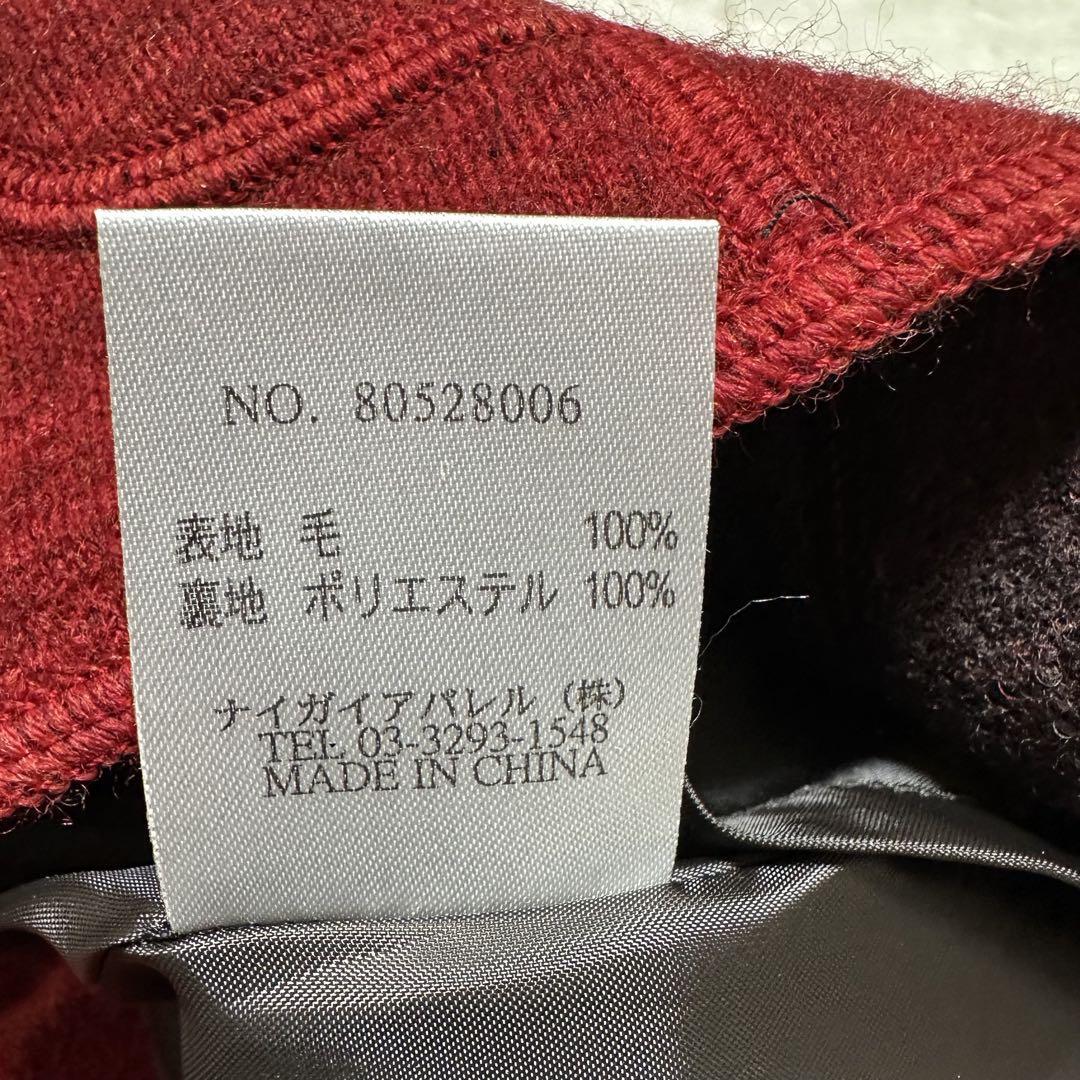 NO. 80528006
表地 毛 100%
裏地 ポリエステル 100%
ナイガイアパレル (株)
TEL 03-3293-1548
MADE IN CHINA